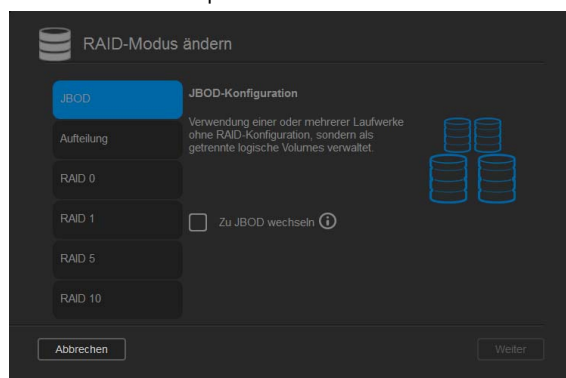 RAID-Modus ändern
JBOD
Aufteilung
RAID 0
RAID 1
RAID 5
RAID 10
JBOD-Konfiguration
Verwendung einer oder mehrerer Laufwerke
ohne RAID-Konfiguration, sondern als
getrennte logische Volumes verwaltet.
Zu JBOD wechseln
Abbrechen
Weiter